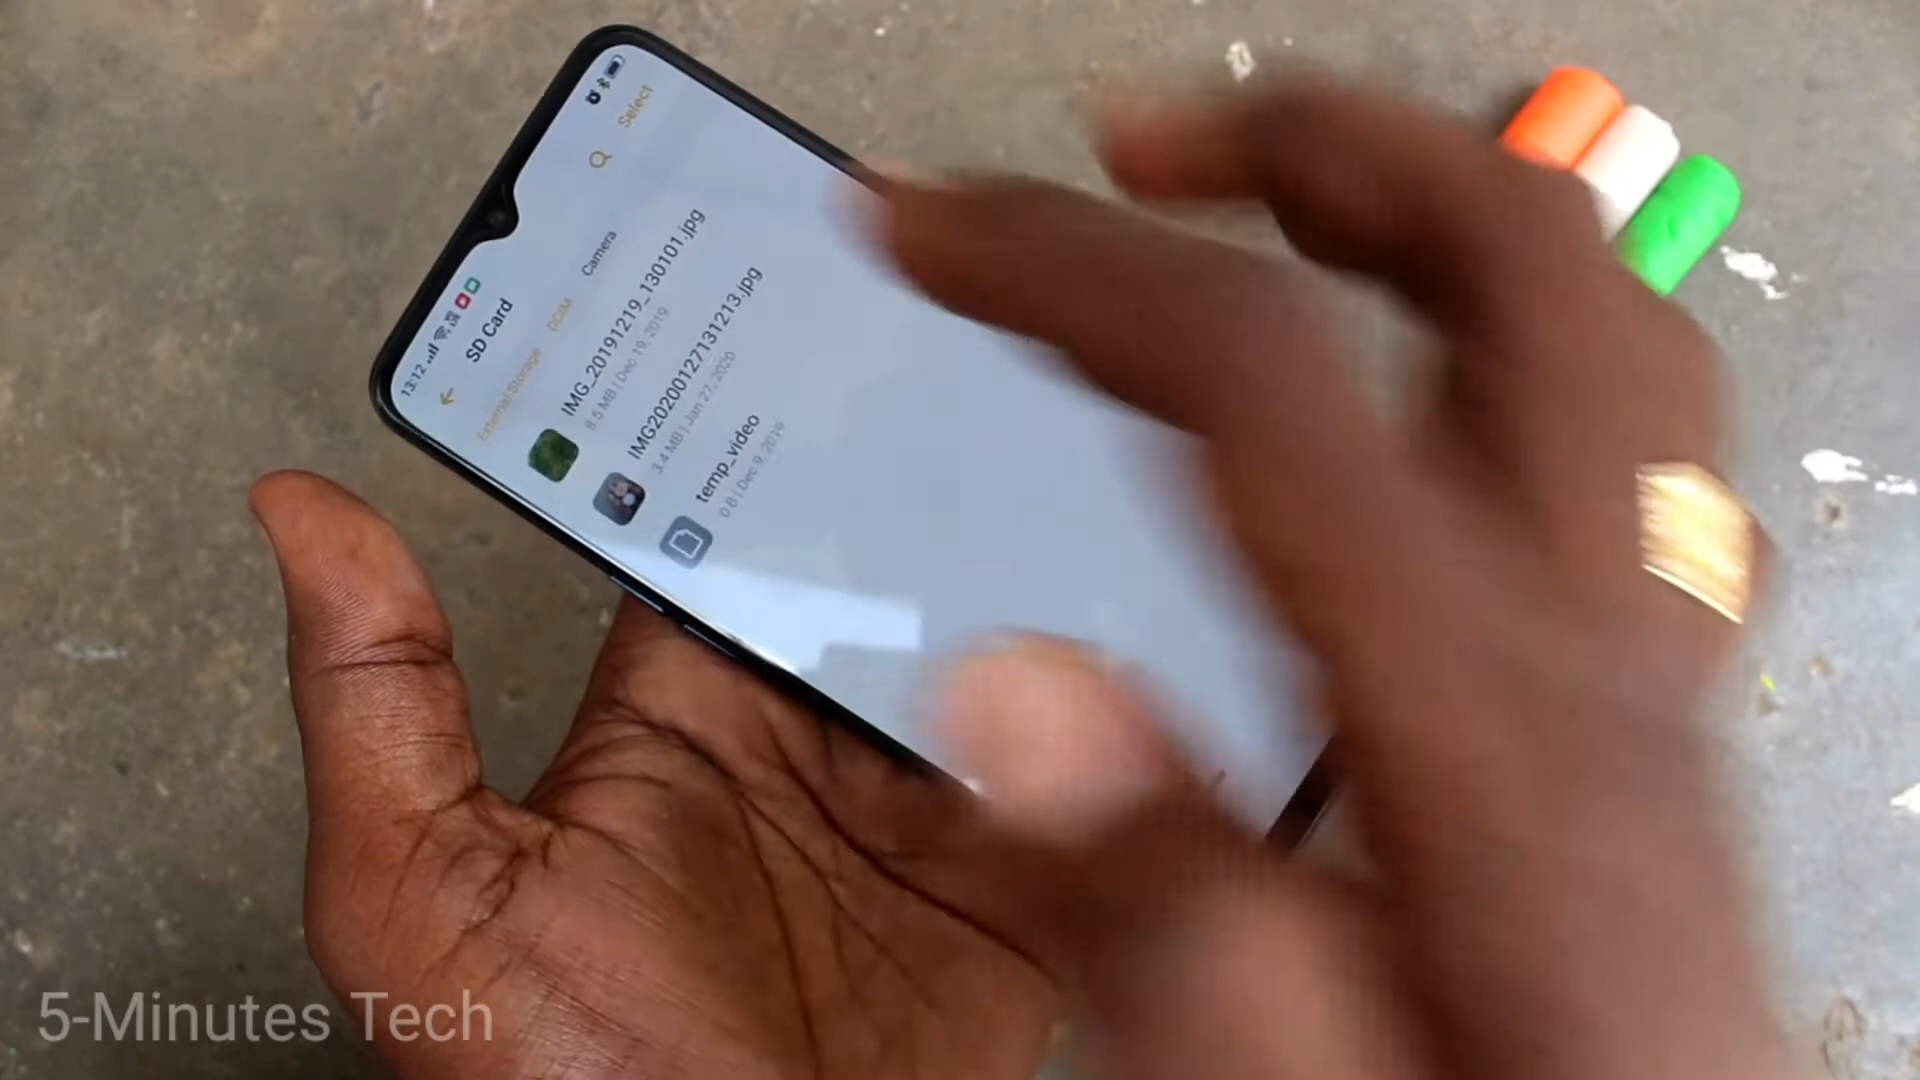 13:12
SD Card
Select
External Storage DCIM Camera
IMG_20191219_130101.jpg
8.5 MB | Dec 19, 2019
IMG20200127131213.jpg
3.4 MB | Jan 27, 2020
temp_video
0 B | Dec 9, 2019
5-Minutes Tech